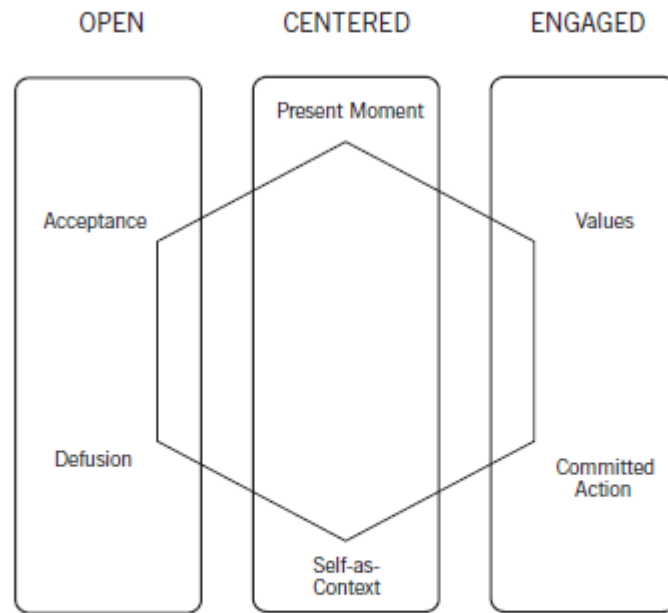 OPEN CENTERED ENGAGED
Present Moment
Acceptance
Values
Defusion
Committed
Action
Self-as-
Context